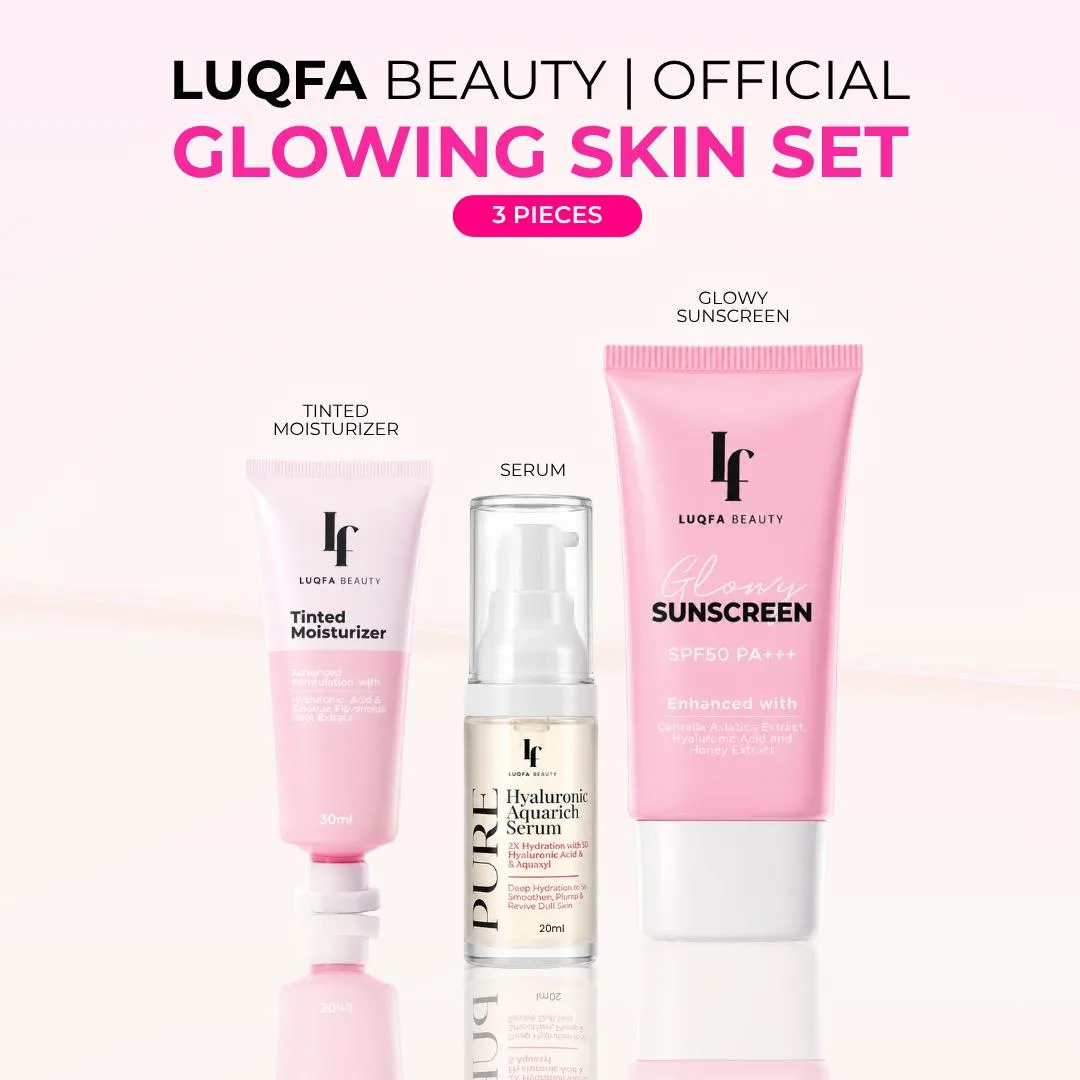 LUQFA BEAUTY | OFFICIAL
GLOWING SKIN SET
3 PIECES
GLOWY
SUNSCREEN
TINTED
MOISTURIZER
SERUM
lf
LUQFA BEAUTY
Tinted
Moisturizer
Advanced
Formulation with
Hyaluronic Acid &
Flavonoids
Extract
30ml
lf
LUQFA BEAUTY
PURE
Hyaluronic
Aquarich
Serum
2X Hydration with 5D
Hyaluronic Acid &
& Aquaxyl
Deep Hydration to
Smoothen, Plump &
Revive Dull Skin
20ml
lf
LUQFA BEAUTY
Glowy
SUNSCREEN
SPF50 PA+++
Enhanced with
Centella Asiatica Extract,
Hyaluronic Acid and
Honey Extract